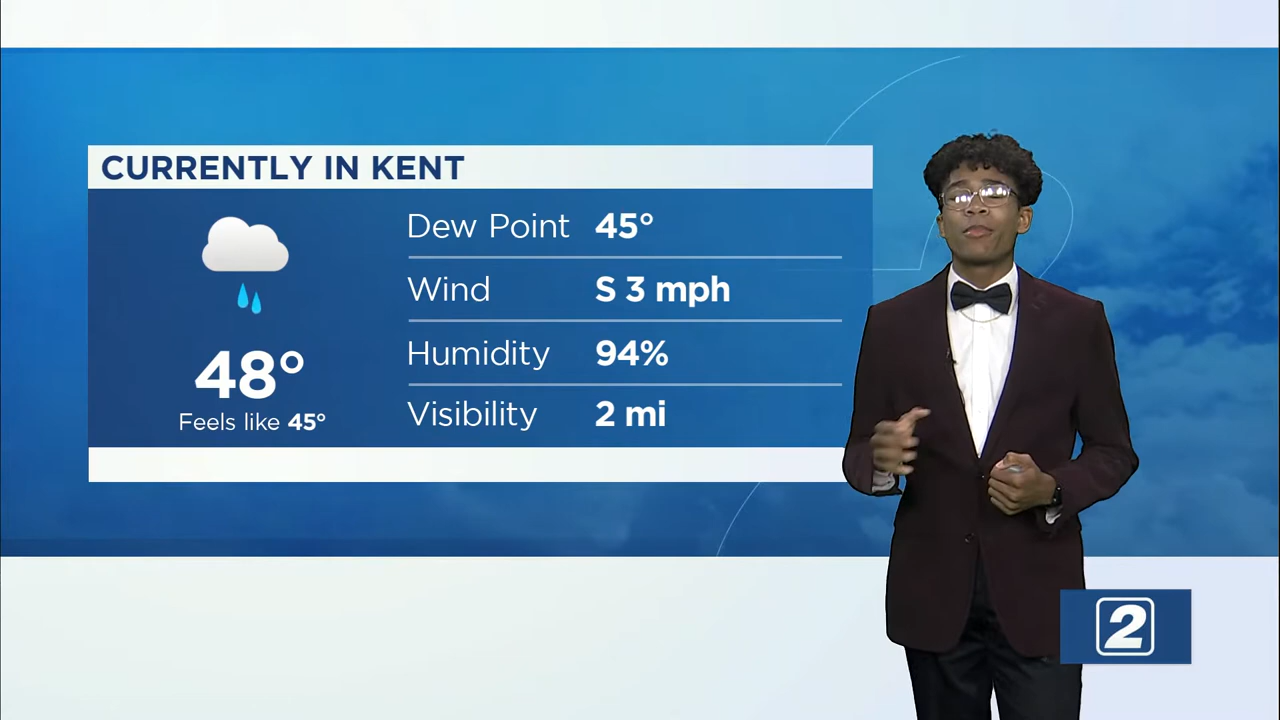 CURRENTLY IN KENT
48°
Feels like 45°
Dew Point 45°
Wind S 3 mph
Humidity 94%
Visibility 2 mi
2